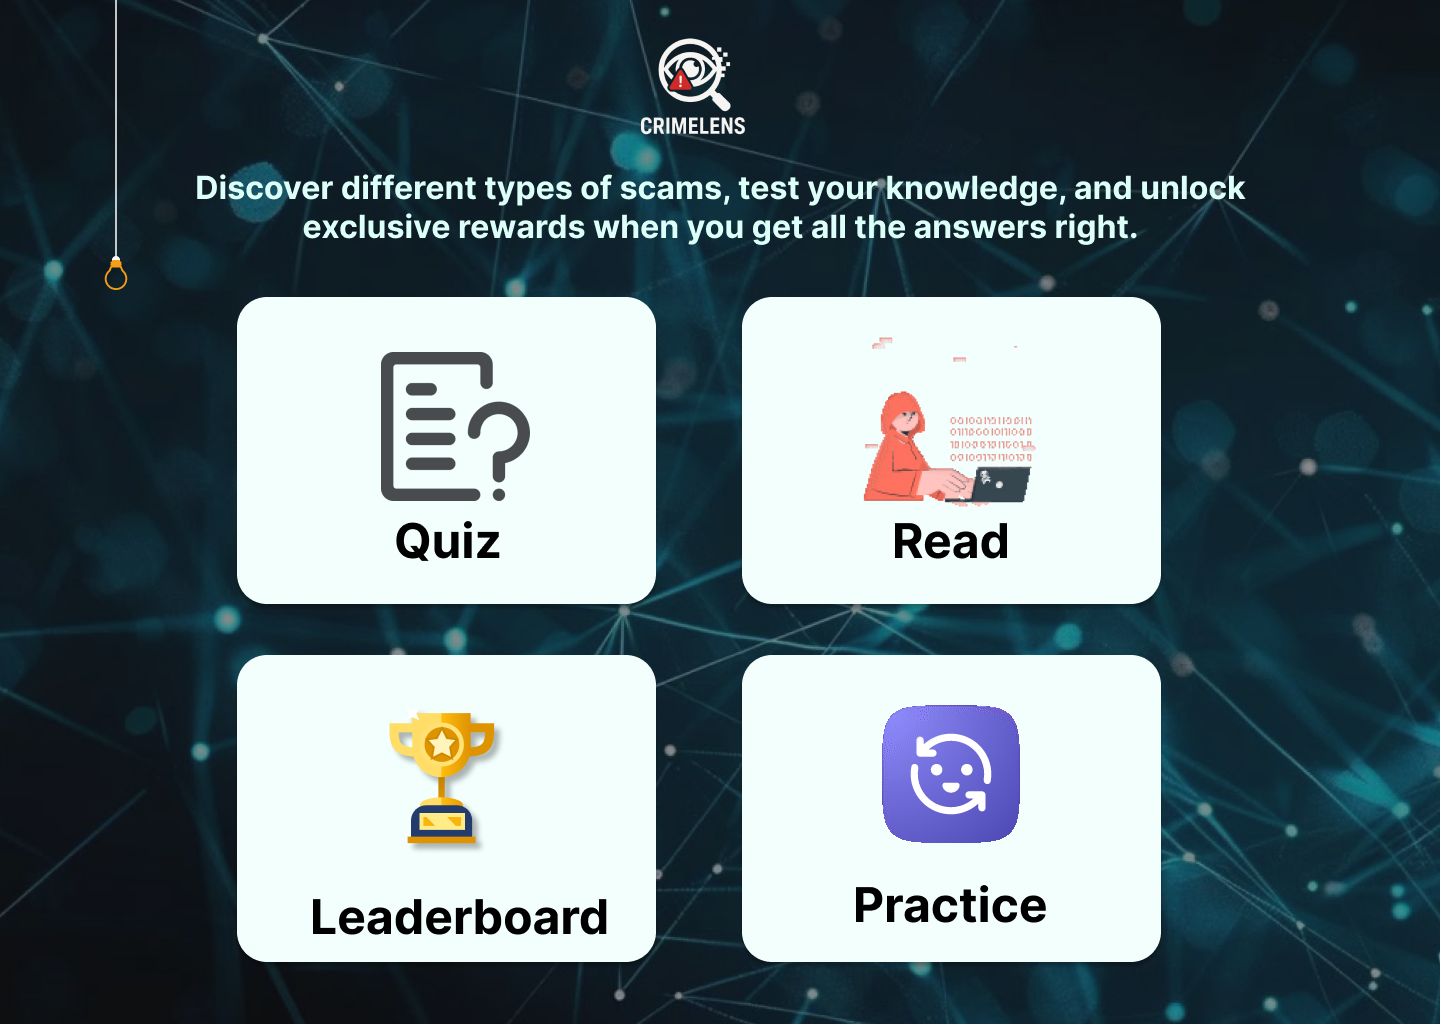 CRIMELENS
Discover different types of scams, test your knowledge, and unlock
exclusive rewards when you get all the answers right.
Quiz
Read
Leaderboard
Practice